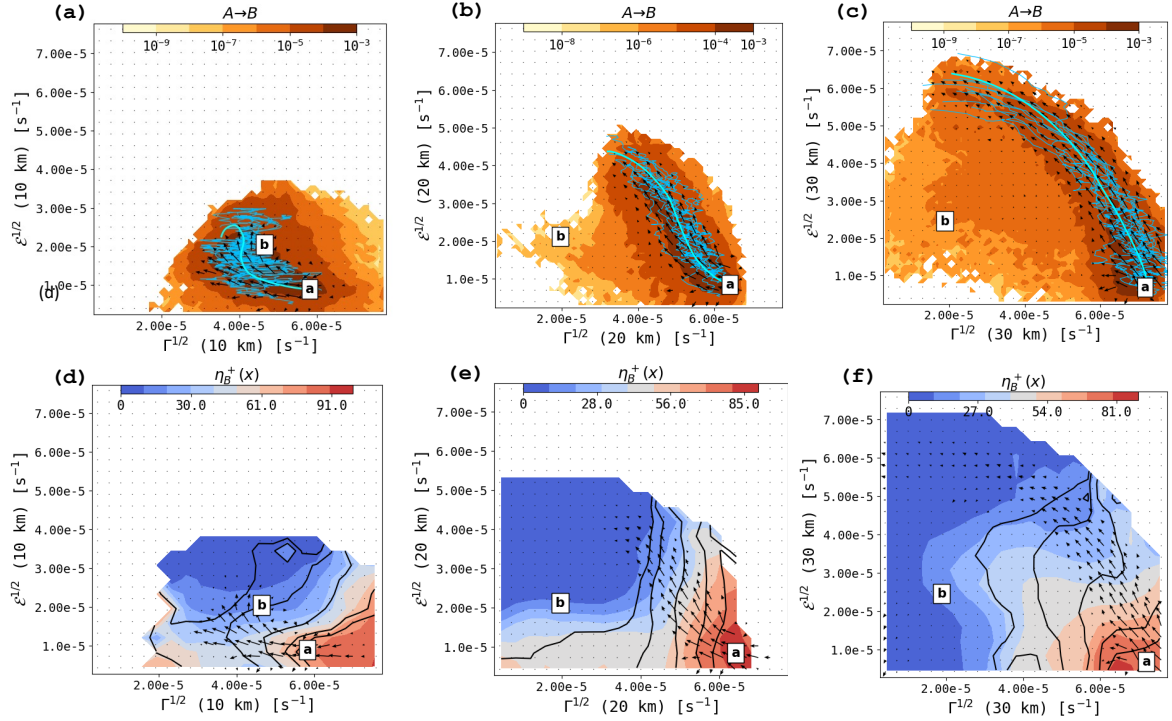 (a) A→B
10⁻⁹ 10⁻⁷ 10⁻⁵ 10⁻³
7.00e-5
6.00e-5
5.00e-5
4.00e-5
3.00e-5
2.00e-5
1.00e-5
ℰ^{1/2} (10 km) [s⁻¹]
b
a
(d)
2.00e-5 4.00e-5 6.00e-5
Γ^{1/2} (10 km) [s⁻¹]
(b) A→B
10⁻⁸ 10⁻⁶ 10⁻⁴ 10⁻³
7.00e-5
6.00e-5
5.00e-5
4.00e-5
3.00e-5
2.00e-5
1.00e-5
ℰ^{1/2} (20 km) [s⁻¹]
b
a
2.00e-5 4.00e-5 6.00e-5
Γ^{1/2} (20 km) [s⁻¹]
(c) A→B
10⁻⁹ 10⁻⁷ 10⁻⁵ 10⁻³
7.00e-5
6.00e-5
5.00e-5
4.00e-5
3.00e-5
2.00e-5
1.00e-5
ℰ^{1/2} (30 km) [s⁻¹]
b
a
2.00e-5 4.00e-5 6.00e-5
Γ^{1/2} (30 km) [s⁻¹]
(d) η_B^+(x)
0 30.0 61.0 91.0
7.00e-5
6.00e-5
5.00e-5
4.00e-5
3.00e-5
2.00e-5
1.00e-5
ℰ^{1/2} (10 km) [s⁻¹]
b
a
2.00e-5 4.00e-5 6.00e-5
Γ^{1/2} (10 km) [s⁻¹]
(e) η_B^+(x)
0 28.0 56.0 85.0
7.00e-5
6.00e-5
5.00e-5
4.00e-5
3.00e-5
2.00e-5
1.00e-5
ℰ^{1/2} (20 km) [s⁻¹]
b
a
2.00e-5 4.00e-5 6.00e-5
Γ^{1/2} (20 km) [s⁻¹]
(f) η_B^+(x)
0 27.0 54.0 81.0
7.00e-5
6.00e-5
5.00e-5
4.00e-5
3.00e-5
2.00e-5
1.00e-5
ℰ^{1/2} (30 km) [s⁻¹]
b
a
2.00e-5 4.00e-5 6.00e-5
Γ^{1/2} (30 km) [s⁻¹]